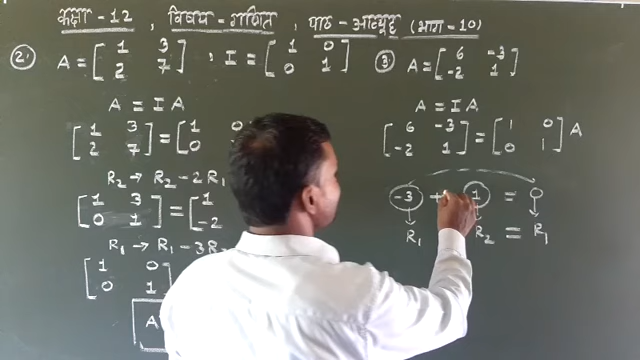 कक्षा - 12 , विषय - गणित , पाठ - आव्यूह (भाग - 10)
2. A = [ 1 3 2 7 ] , I = [ 1 0 0 1 ]
A = I A
[ 1 3 2 7 ] = [ 1 0 0
R₂ → R₂ - 2R₁
[ 1 3 0 1 ] = [ 1 -2
R₁ → R₁ - 3R
[ 1 0 0 1 ]
A
3. A = [ 6 -3 -2 1 ]
A = I A
[ 6 -3 -2 1 ] = [ 1 0 0 1 ] A
-3 + 1 = 0
R₁ R₂ = R₁